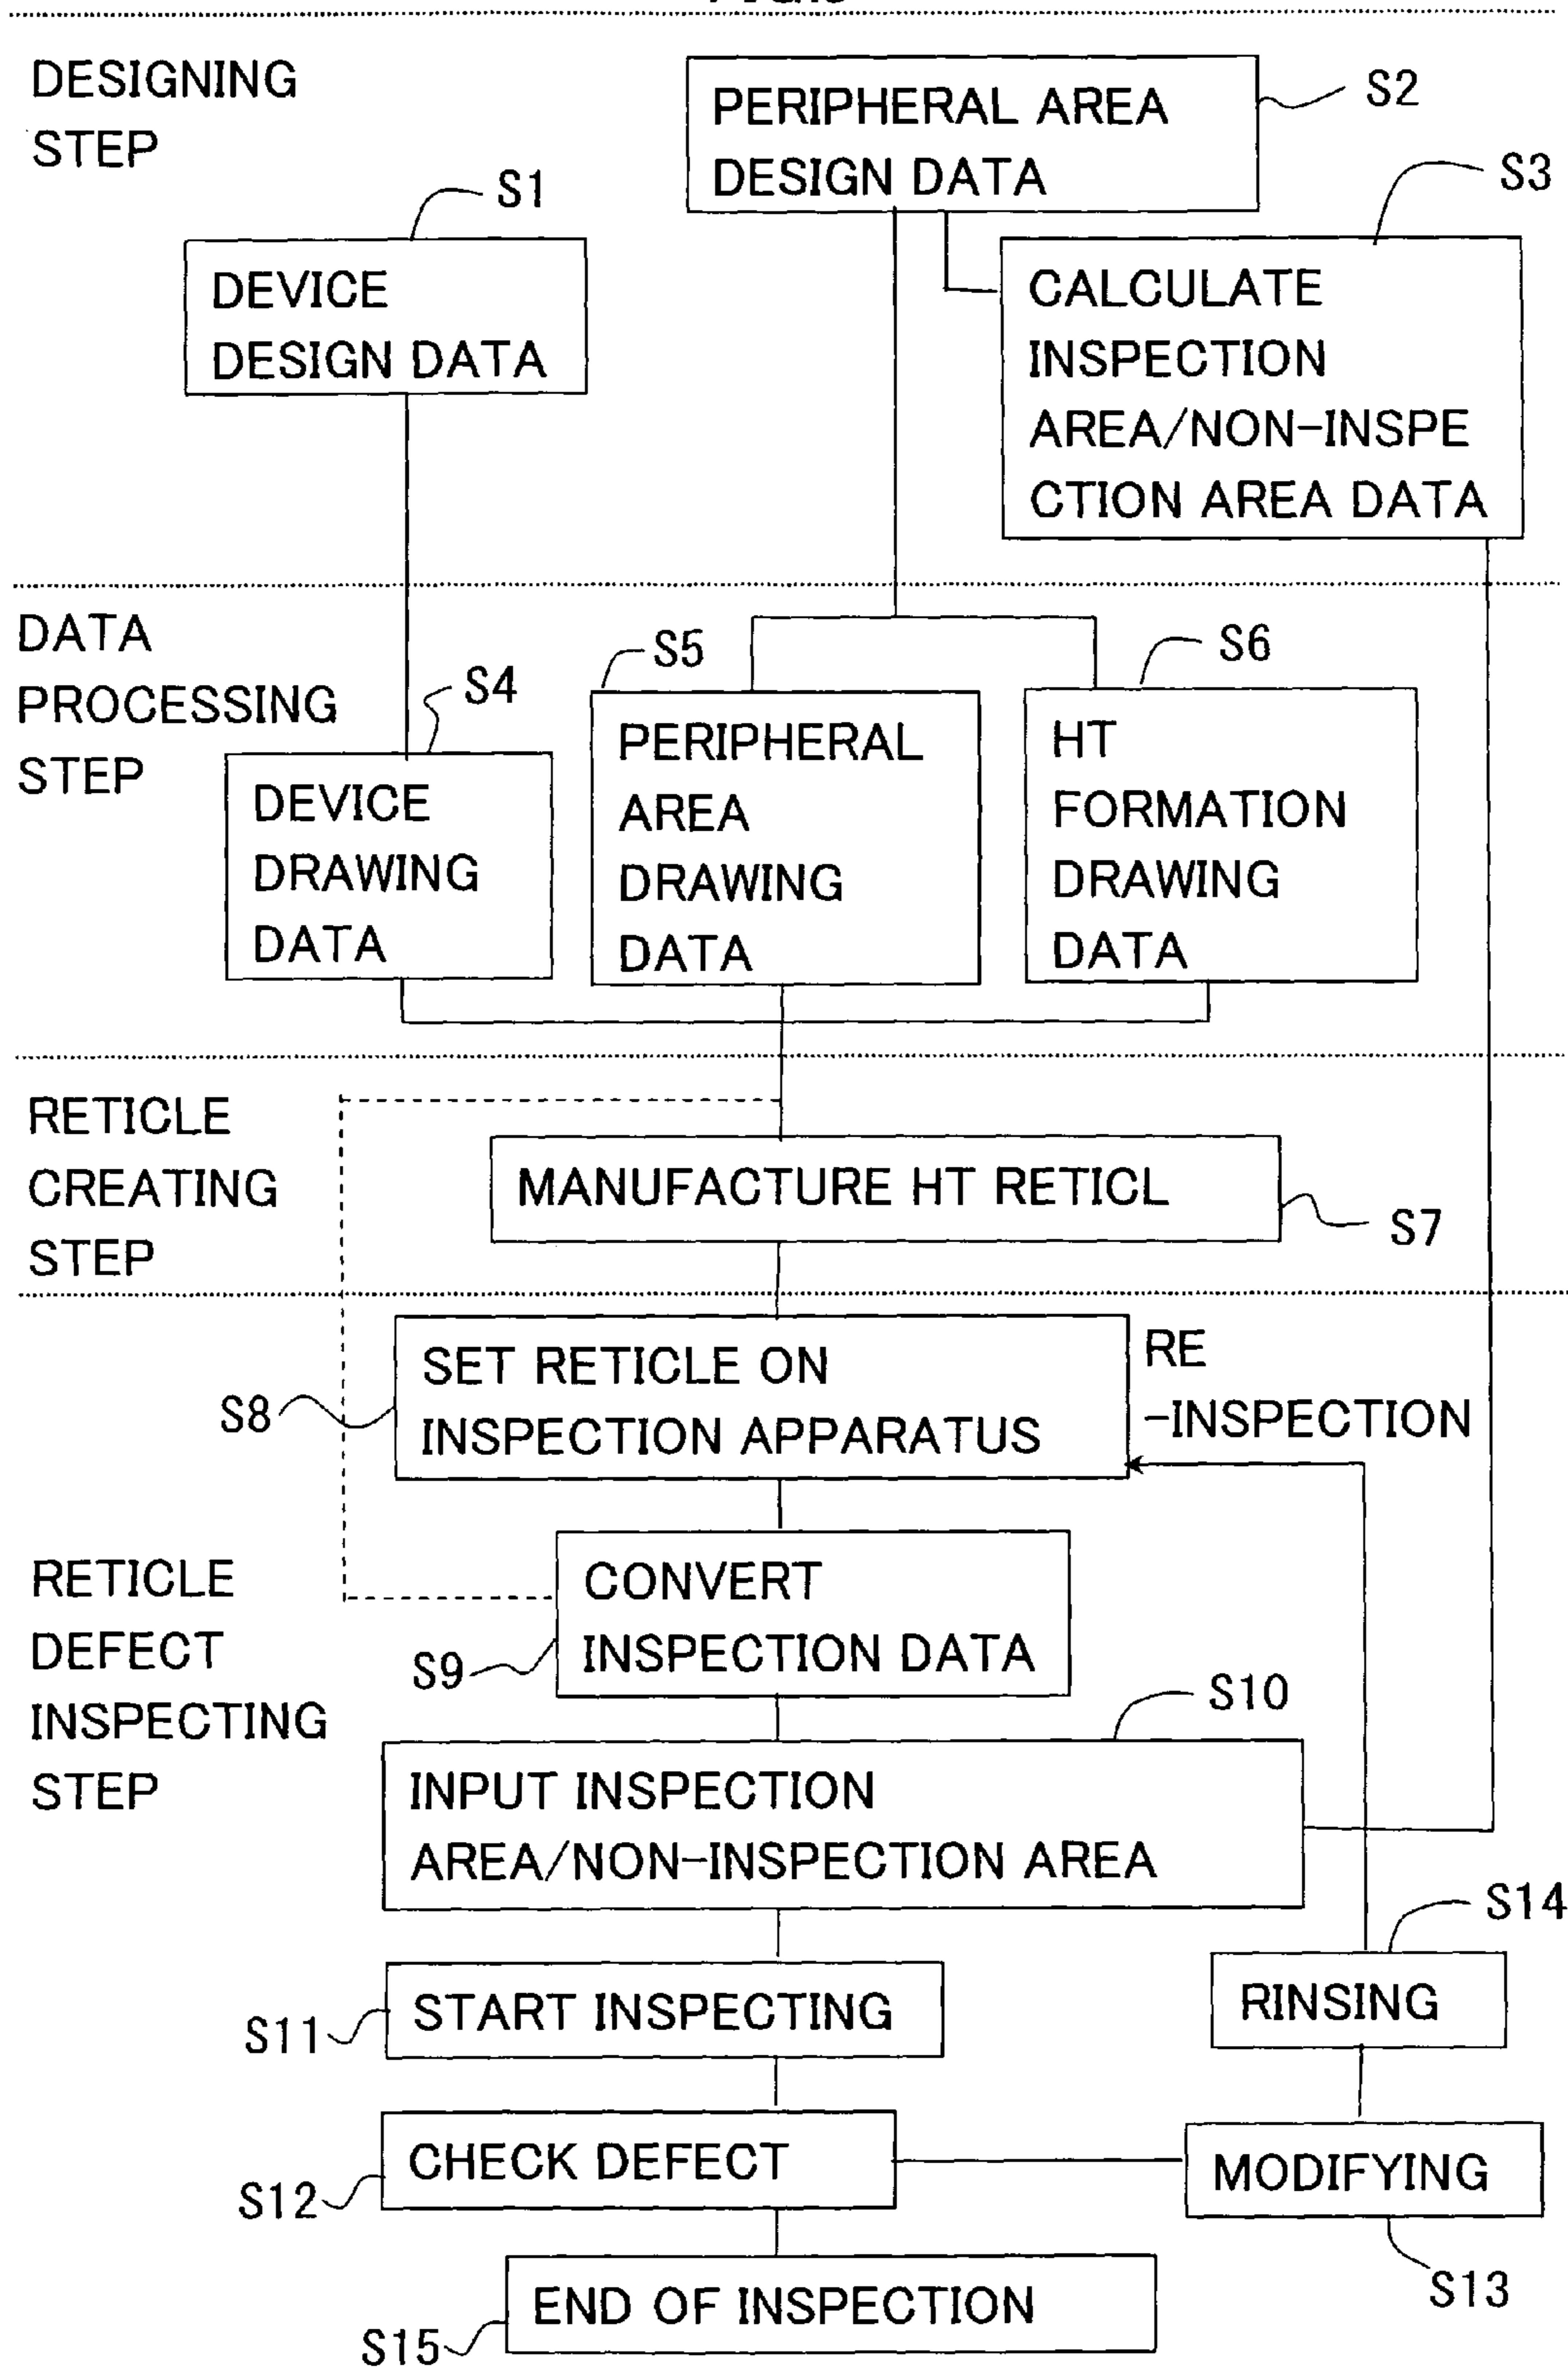 DESIGNING
STEP
PERIPHERAL AREA
DESIGN DATA
S2
S1
S3
DEVICE
DESIGN DATA
CALCULATE
INSPECTION
AREA/NON-INSPE
CTION AREA DATA
DATA
PROCESSING
STEP
S4
S5
S6
DEVICE
DRAWING
DATA
PERIPHERAL
AREA
DRAWING
DATA
HT
FORMATION
DRAWING
DATA
RETICLE
CREATING
STEP
MANUFACTURE HT RETICL
S7
SET RETICLE ON
INSPECTION APPARATUS
S8
RE
-INSPECTION
RETICLE
DEFECT
INSPECTING
STEP
CONVERT
INSPECTION DATA
S9
S10
INPUT INSPECTION
AREA/NON-INSPECTION AREA
S14
START INSPECTING
S11
RINSING
CHECK DEFECT
S12
MODIFYING
S13
END OF INSPECTION
S15